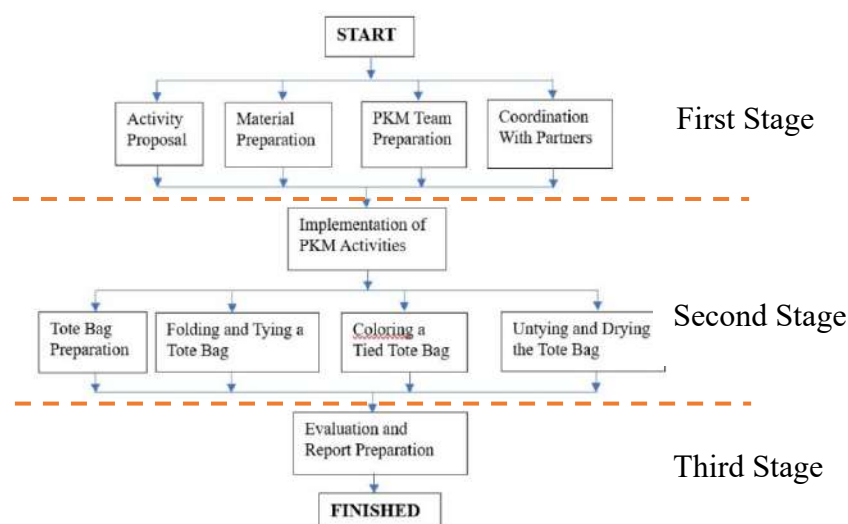 START
Activity
Proposal
Material
Preparation
PKM Team
Preparation
Coordination
With Partners
First Stage
Implementation of
PKM Activities
Tote Bag
Preparation
Folding and Tying a
Tote Bag
Coloring a
Tied Tote Bag
Untying and Drying
the Tote Bag
Second Stage
Evaluation and
Report Preparation
Third Stage
FINISHED